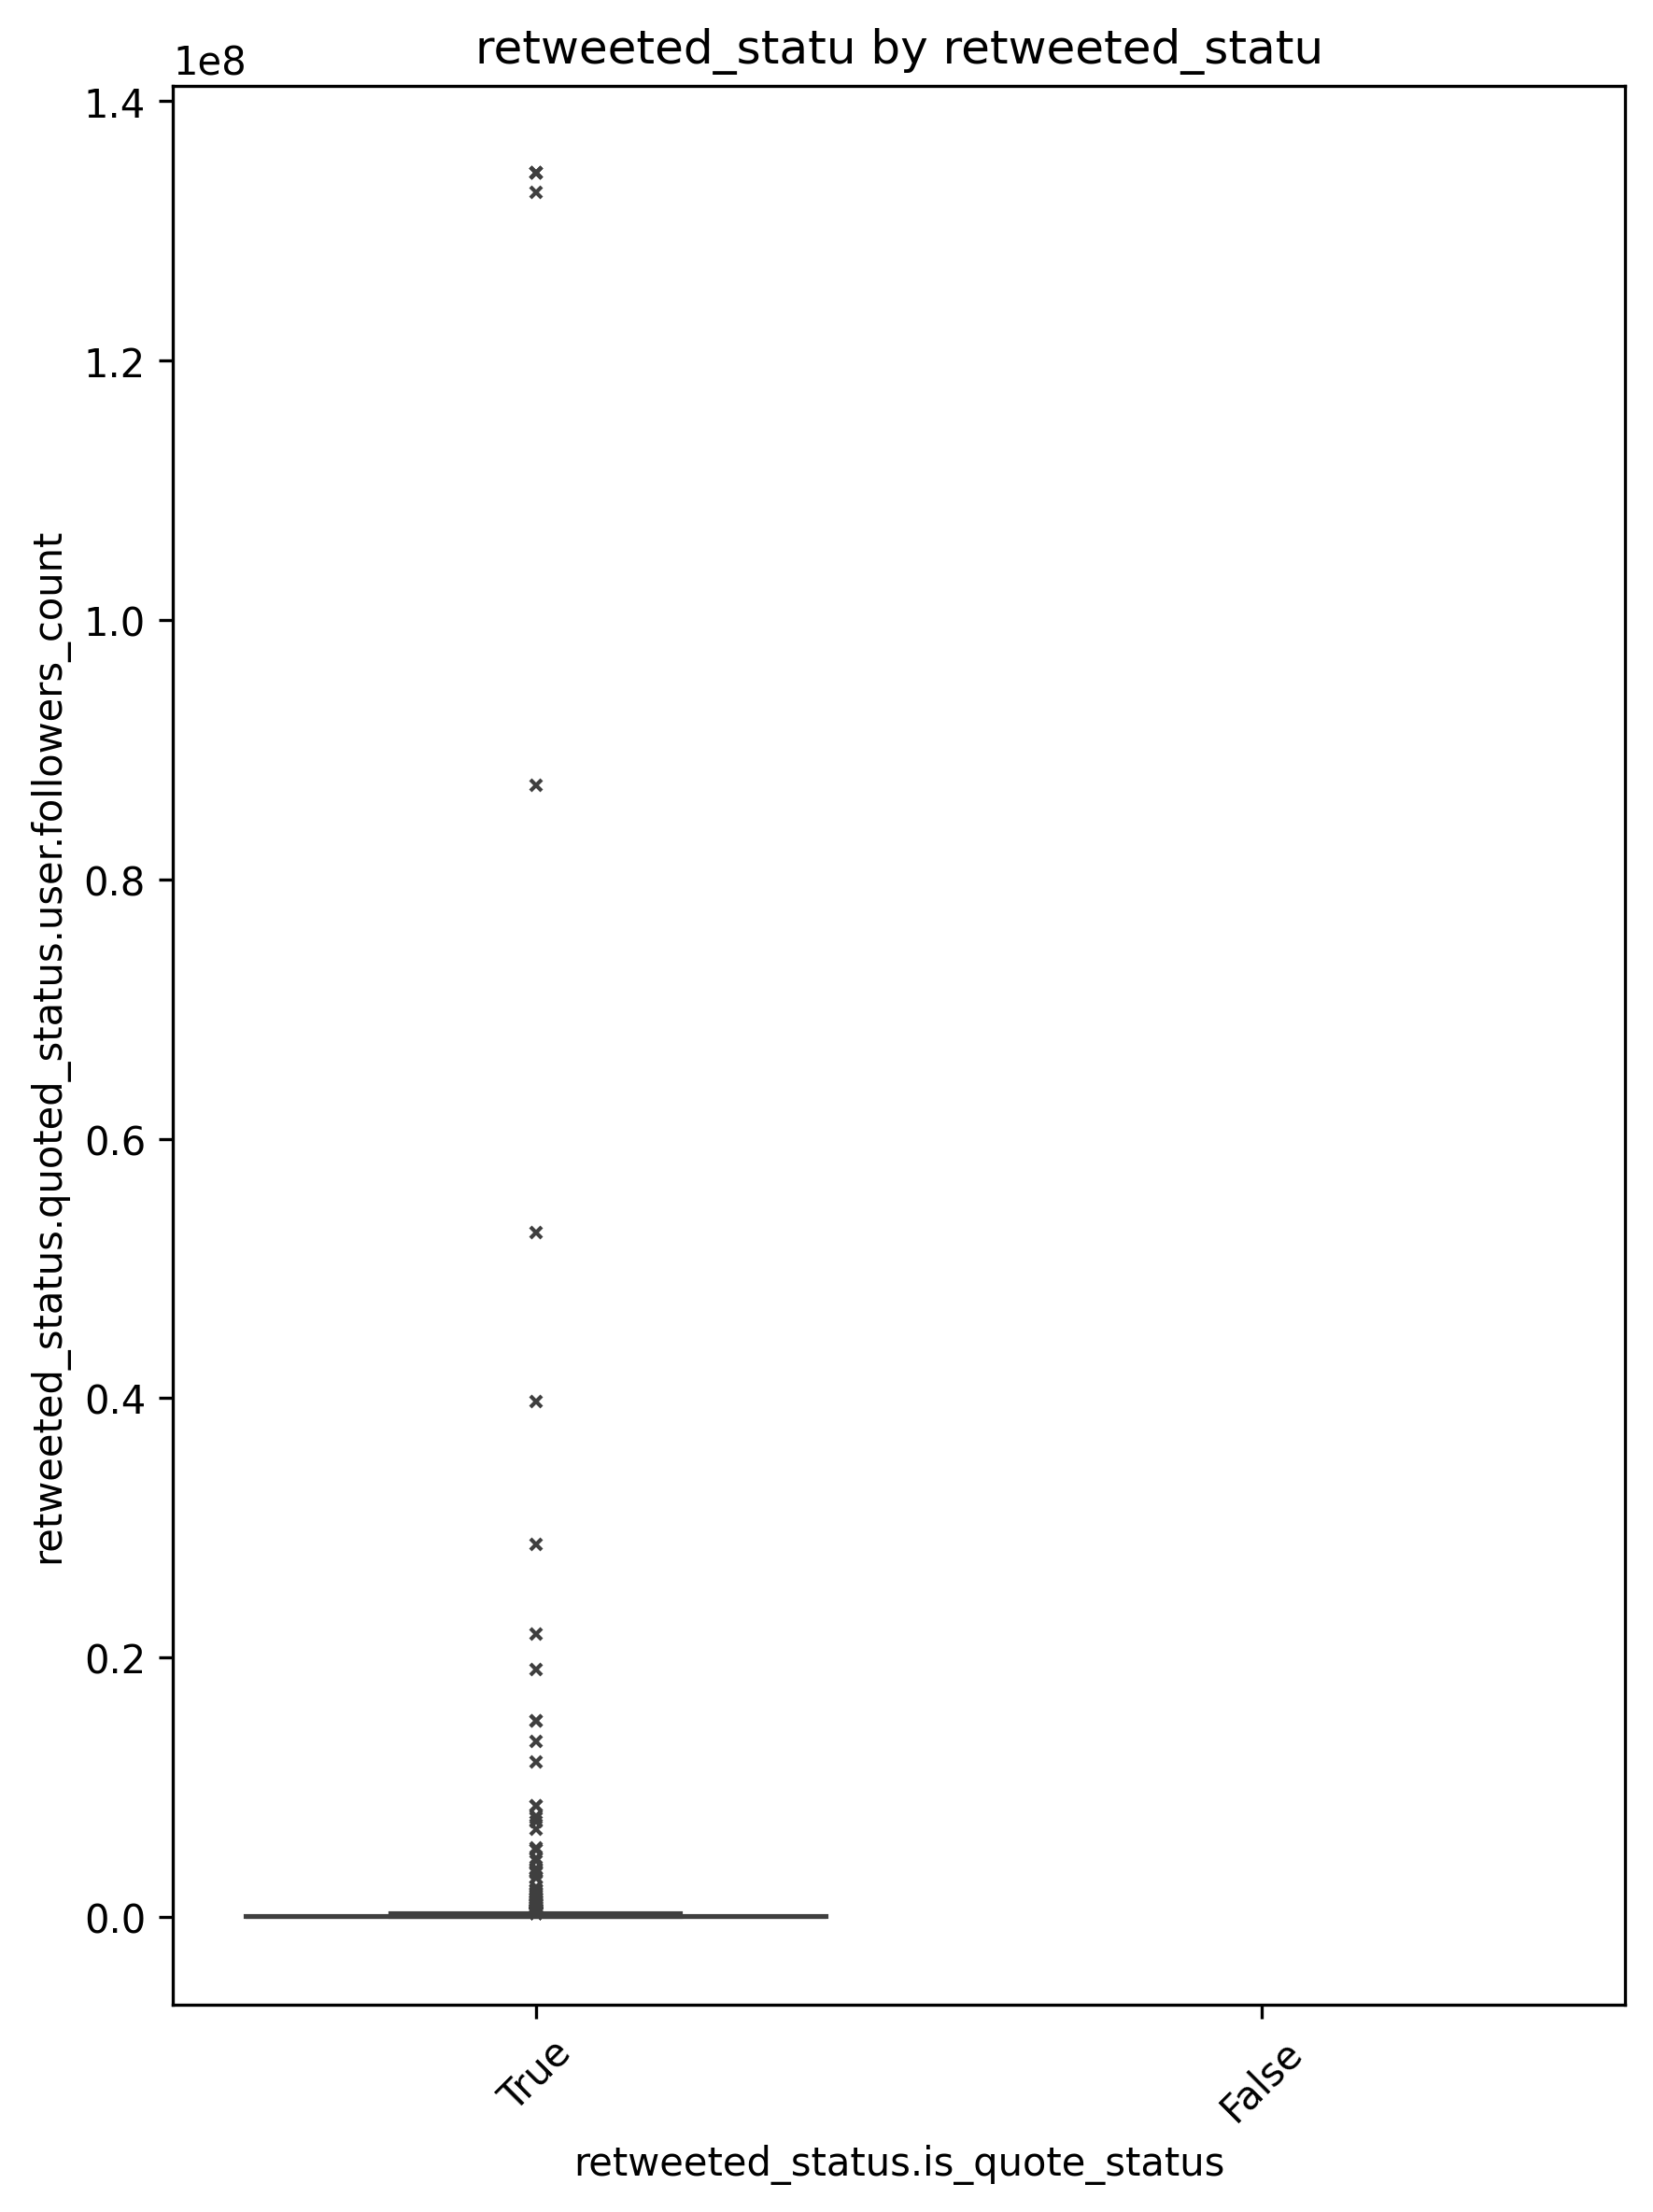 retweeted_statu by retweeted_statu
1e8
1.4
1.2
1.0
0.8
0.6
0.4
0.2
0.0
retweeted_status.quoted_status.user.followers_count
True
False
retweeted_status.is_quote_status